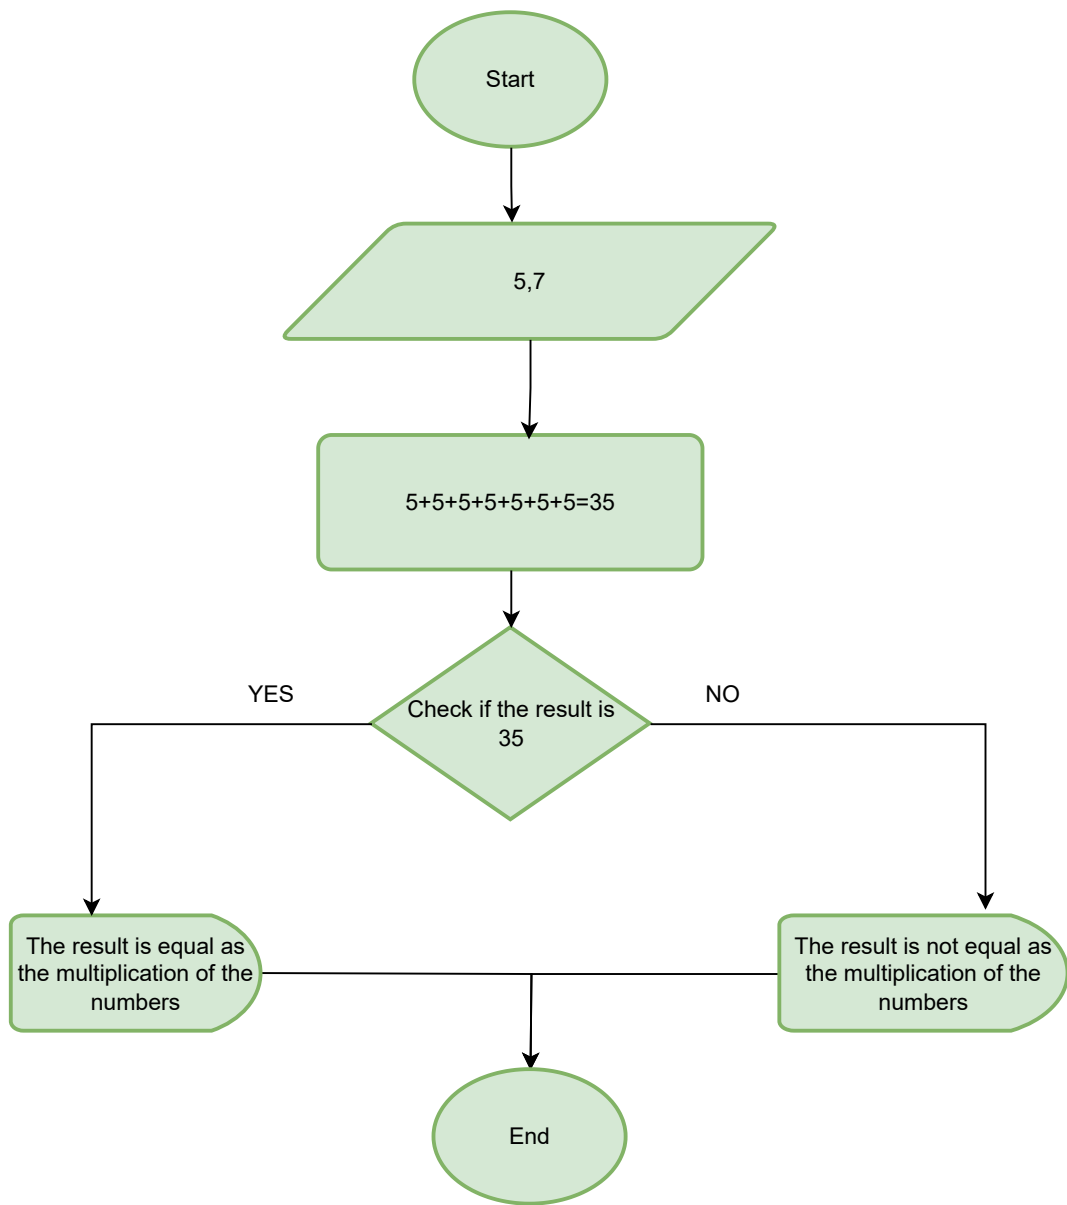 Start
5,7
5+5+5+5+5+5+5=35
YES
NO
Check if the result is
35
The result is equal as
the multiplication of the
numbers
The result is not equal as
the multiplication of the
numbers
End